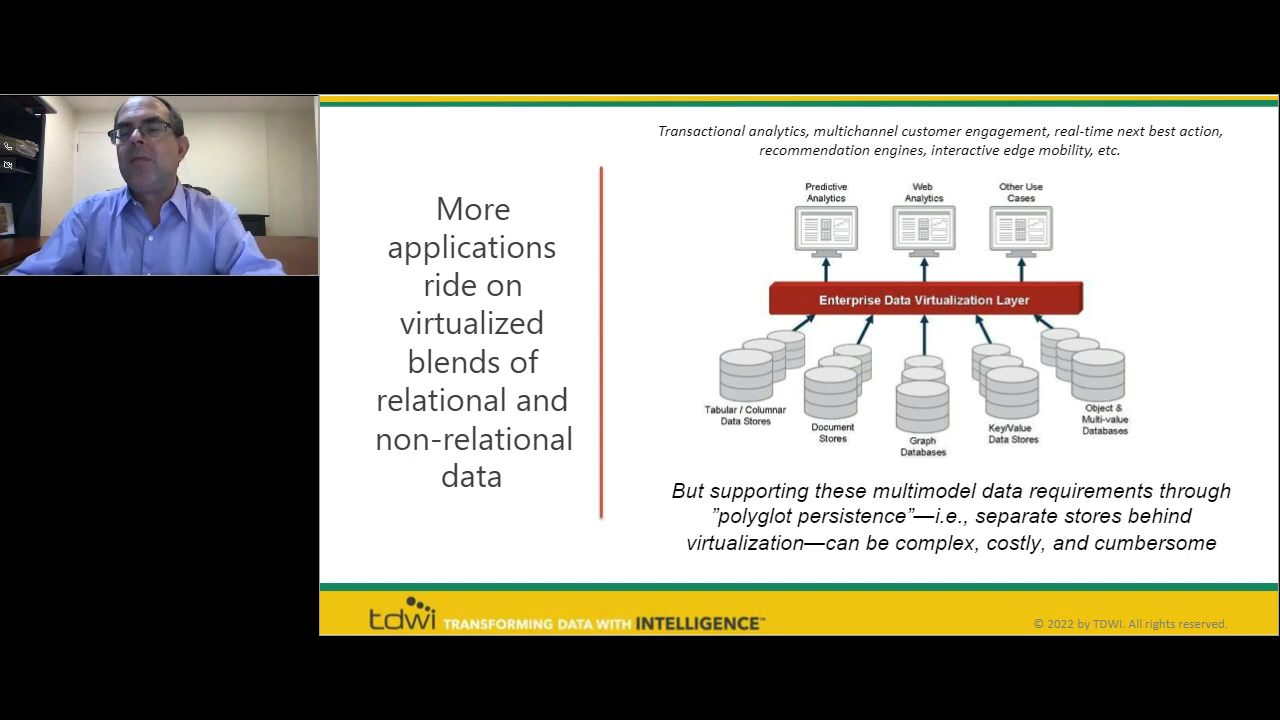 Transactional analytics, multichannel customer engagement, real-time next best action,
recommendation engines, interactive edge mobility, etc.
More
applications
ride on
virtualized
blends of
relational and
non-relational
data
Predictive
Analytics
Web
Analytics
Other Use
Cases
Enterprise Data Virtualization Layer
Tabular / Columnar
Data Stores
Document
Stores
Graph
Databases
Key/Value
Data Stores
Object &
Multi-value
Databases
But supporting these multimodel data requirements through
”polyglot persistence”—i.e., separate stores behind
virtualization—can be complex, costly, and cumbersome
tdwi TRANSFORMING DATA WITH INTELLIGENCE™
© 2022 by TDWI. All rights reserved.